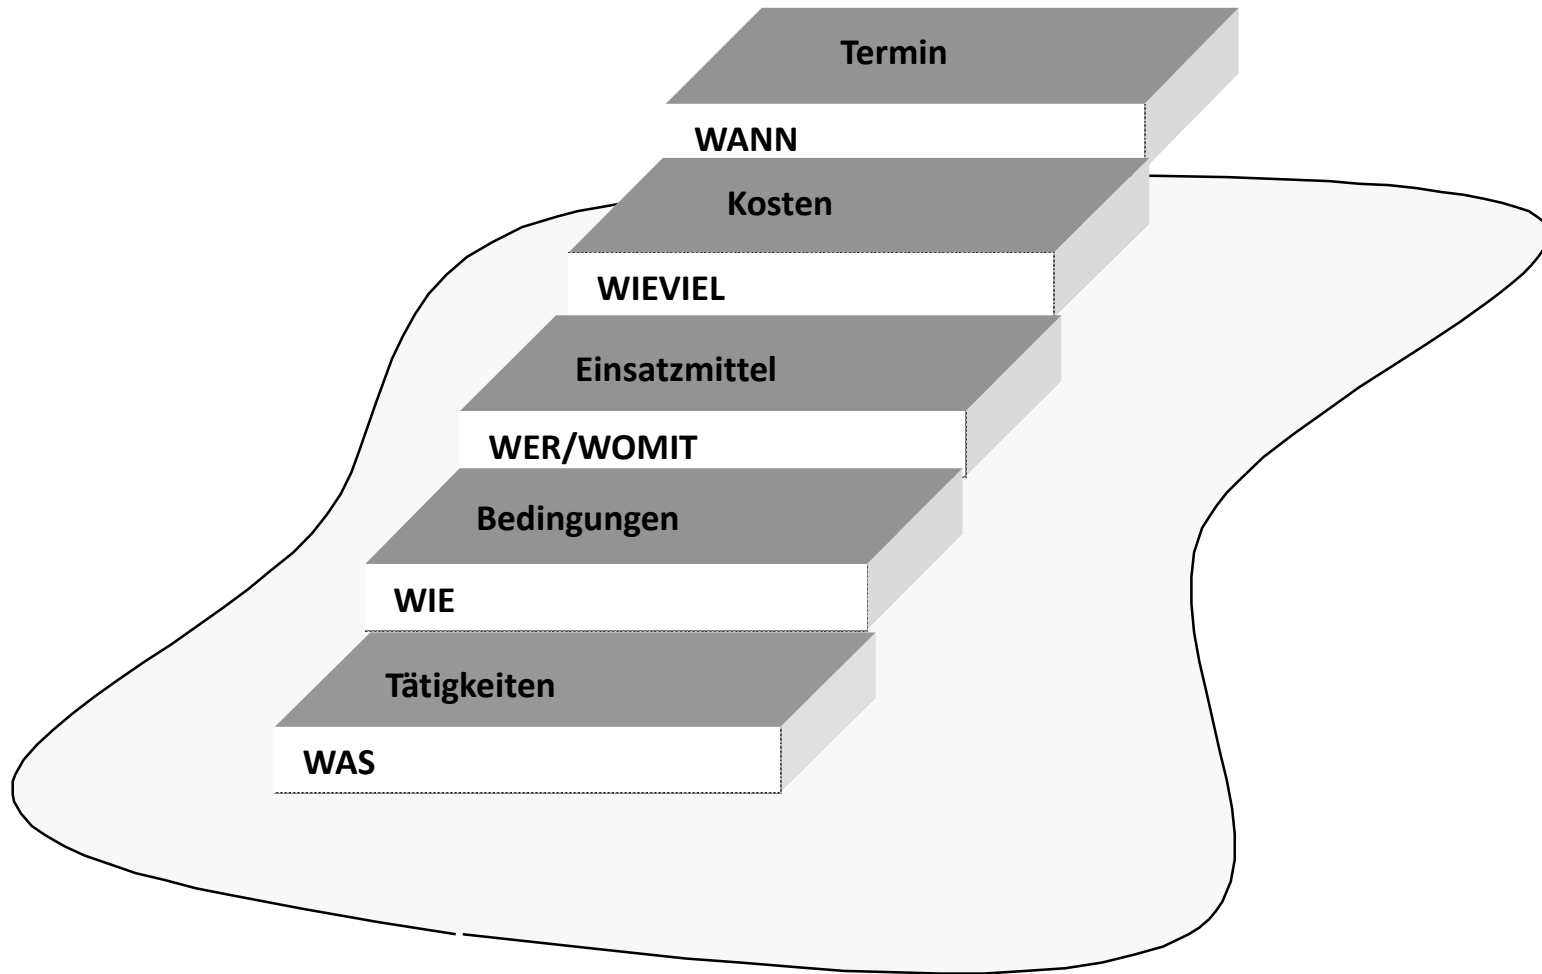 Termin
WANN
Kosten
WIEVIEL
Einsatzmittel
WER/WOMIT
Bedingungen
WIE
Tätigkeiten
WAS